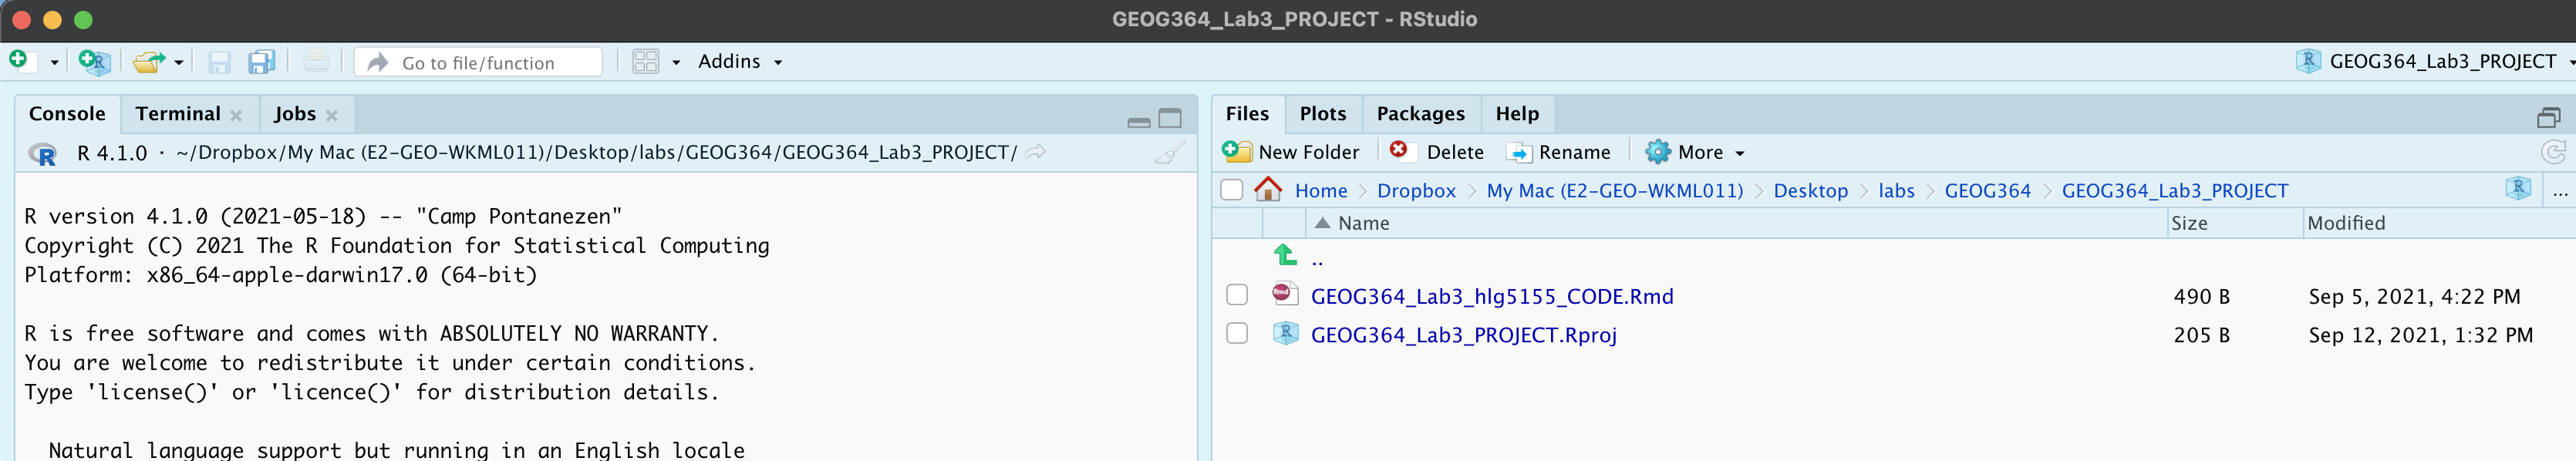 GEOG364_Lab3_PROJECT - RStudio
Go to file/function
Addins
GEOG364_Lab3_PROJECT
Console
Terminal
Jobs
R 4.1.0 · ~/Dropbox/My Mac (E2-GEO-WKML011)/Desktop/labs/GEOG364/GEOG364_Lab3_PROJECT/
R version 4.1.0 (2021-05-18) -- "Camp Pontanezen"
Copyright (C) 2021 The R Foundation for Statistical Computing
Platform: x86_64-apple-darwin17.0 (64-bit)
R is free software and comes with ABSOLUTELY NO WARRANTY.
You are welcome to redistribute it under certain conditions.
Type 'license()' or 'licence()' for distribution details.
Natural language support but running in an English locale
Files
Plots
Packages
Help
New Folder
Delete
Rename
More
Home > Dropbox > My Mac (E2-GEO-WKML011) > Desktop > labs > GEOG364 > GEOG364_Lab3_PROJECT
...
Name Size Modified
..
GEOG364_Lab3_hlg5155_CODE.Rmd 490 B Sep 5, 2021, 4:22 PM
GEOG364_Lab3_PROJECT.Rproj 205 B Sep 12, 2021, 1:32 PM